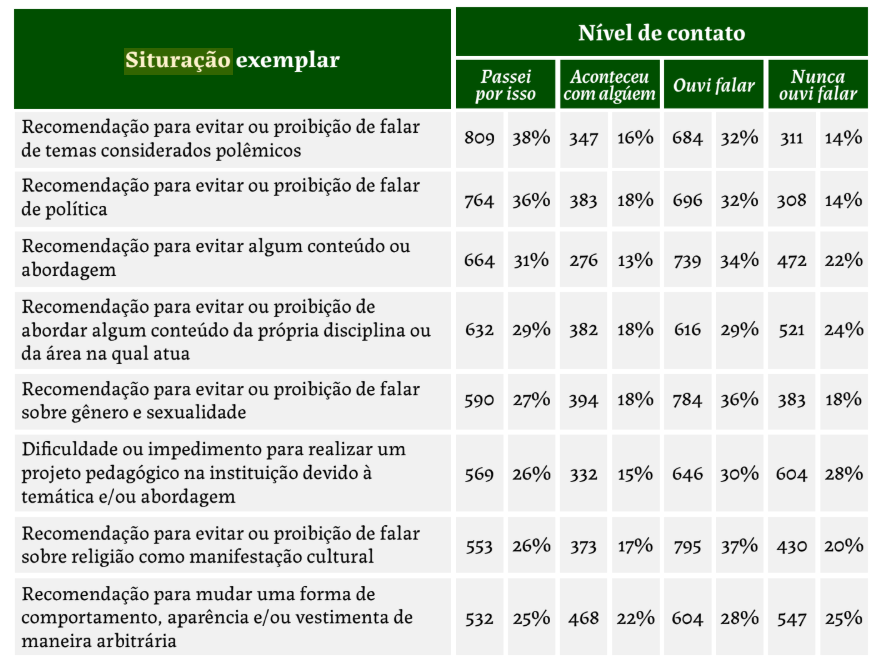 Situração exemplar
Nível de contato
Passei por isso
Aconteceu com algúem
Ouvi falar
Nunca ouvi falar
Recomendação para evitar ou proibição de falar
de temas considerados polêmicos
809 38% 347 16% 684 32% 311 14%
Recomendação para evitar ou proibição de falar
de política
764 36% 383 18% 696 32% 308 14%
Recomendação para evitar algum conteúdo ou
abordagem
664 31% 276 13% 739 34% 472 22%
Recomendação para evitar ou proibição de
abordar algum conteúdo da própria disciplina ou
da área na qual atua
632 29% 382 18% 616 29% 521 24%
Recomendação para evitar ou proibição de falar
sobre gênero e sexualidade
590 27% 394 18% 784 36% 383 18%
Dificuldade ou impedimento para realizar um
projeto pedagógico na instituição devido à
temática e/ou abordagem
569 26% 332 15% 646 30% 604 28%
Recomendação para evitar ou proibição de falar
sobre religião como manifestação cultural
553 26% 373 17% 795 37% 430 20%
Recomendação para mudar uma forma de
comportamento, aparência e/ou vestimenta de
maneira arbitrária
532 25% 468 22% 604 28% 547 25%